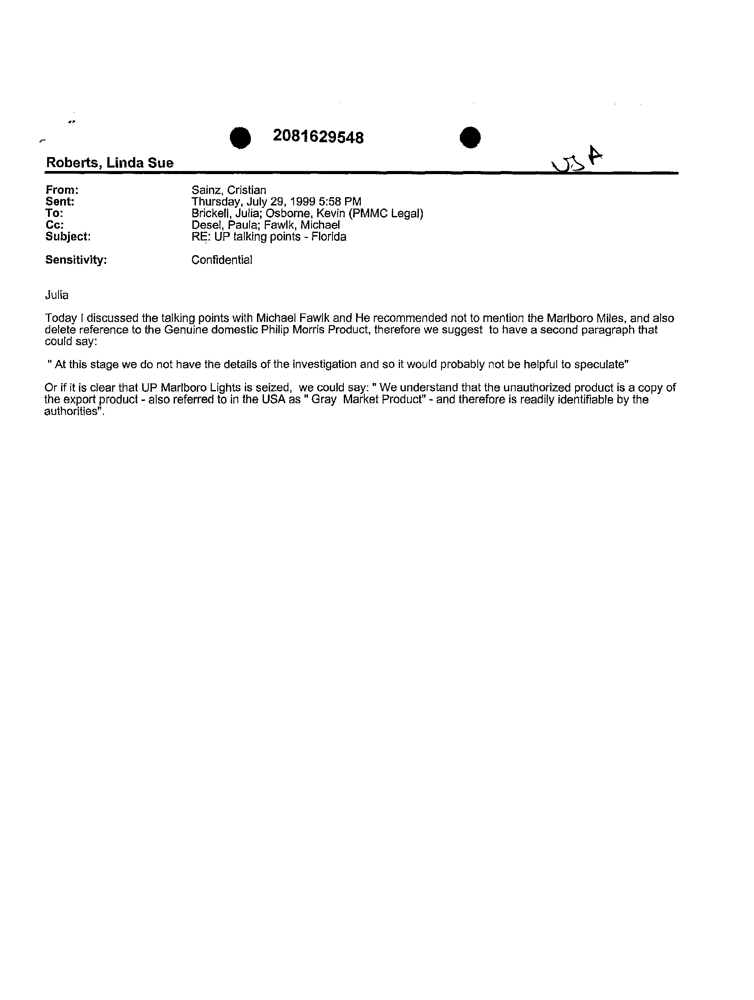 2081629548
USA
Roberts, Linda Sue
From: Sainz, Cristian
Sent: Thursday, July 29, 1999 5:58 PM
To: Brickell, Julia; Osborne, Kevin (PMMC Legal)
Cc: Desel, Paula; Fawlk, Michael
Subject: RE: UP talking points - Florida
Sensitivity: Confidential
Julia
Today I discussed the talking points with Michael Fawlk and He recommended not to mention the Marlboro Miles, and also
delete reference to the Genuine domestic Philip Morris Product, therefore we suggest to have a second paragraph that
could say:
" At this stage we do not have the details of the investigation and so it would probably not be helpful to speculate"
Or if it is clear that UP Marlboro Lights is seized, we could say: " We understand that the unauthorized product is a copy of
the export product - also referred to in the USA as " Gray Market Product" - and therefore is readily identifiable by the
authorities".